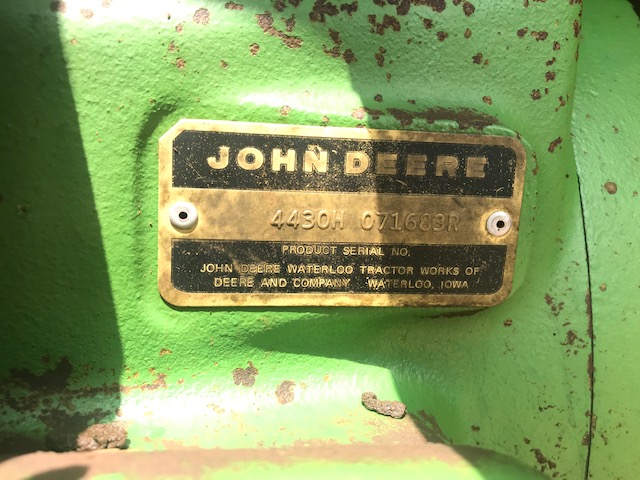 JOHN DEERE
4430H 071683R
PRODUCT SERIAL NO.
JOHN DEERE WATERLOO TRACTOR WORKS OF
DEERE AND COMPANY WATERLOO, IOWA